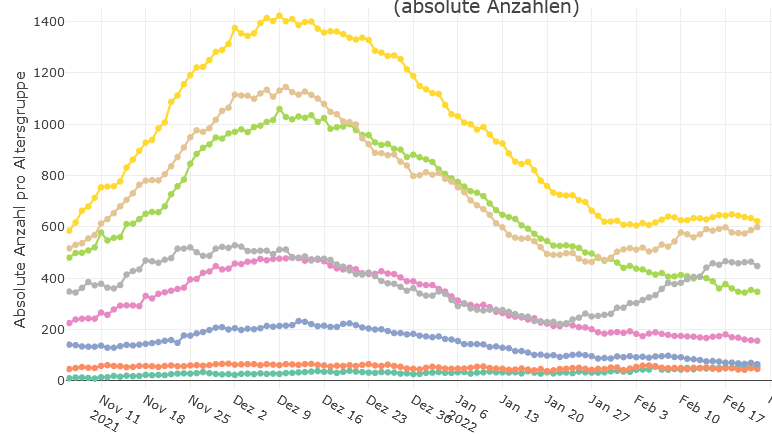 (absolute Anzahlen)
Absolute Anzahl pro Altersgruppe
1400
1200
1000
800
600
400
200
0
Nov 11
2021
Nov 18
Nov 25
Dez 2
Dez 9
Dez 16
Dez 23
Dez 30
Jan 6
2022
Jan 13
Jan 20
Jan 27
Feb 3
Feb 10
Feb 17